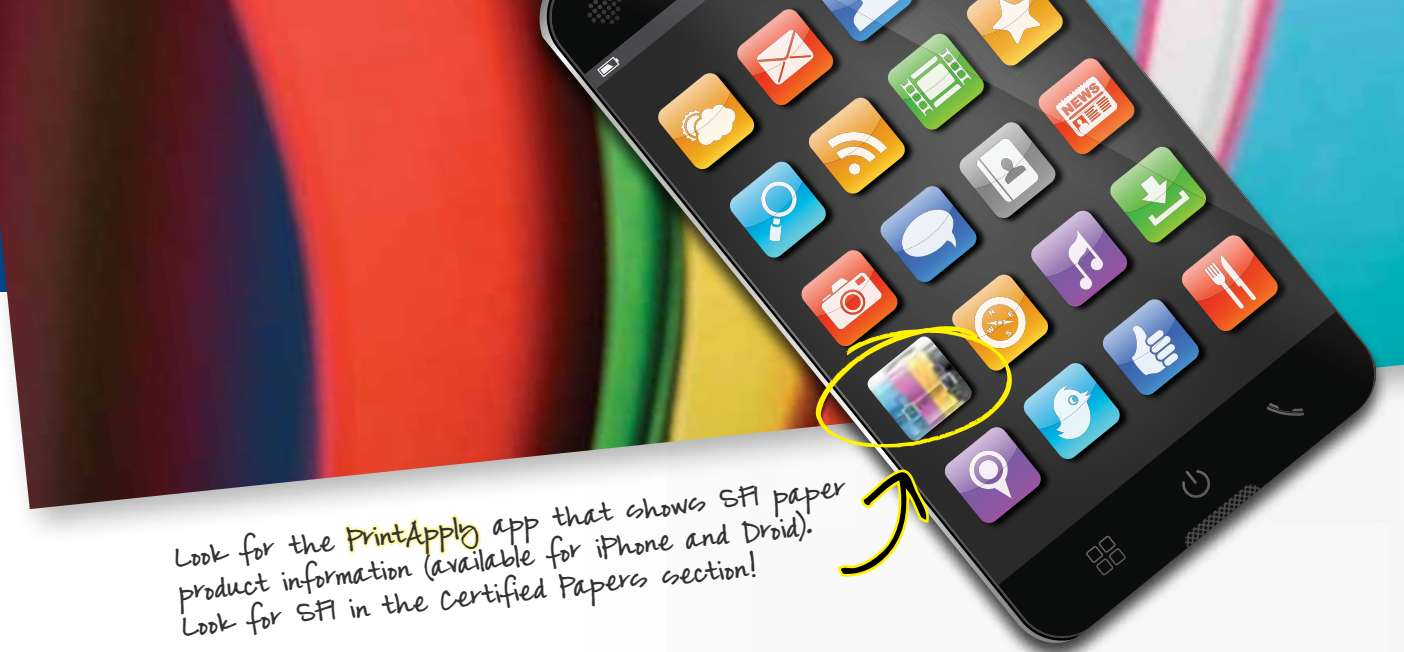 NEWS
N
E
W
S
Look for the PrintApply app that shows SFI paper
product information (available for iPhone and Droid).
Look for SFI in the Certified Papers section!